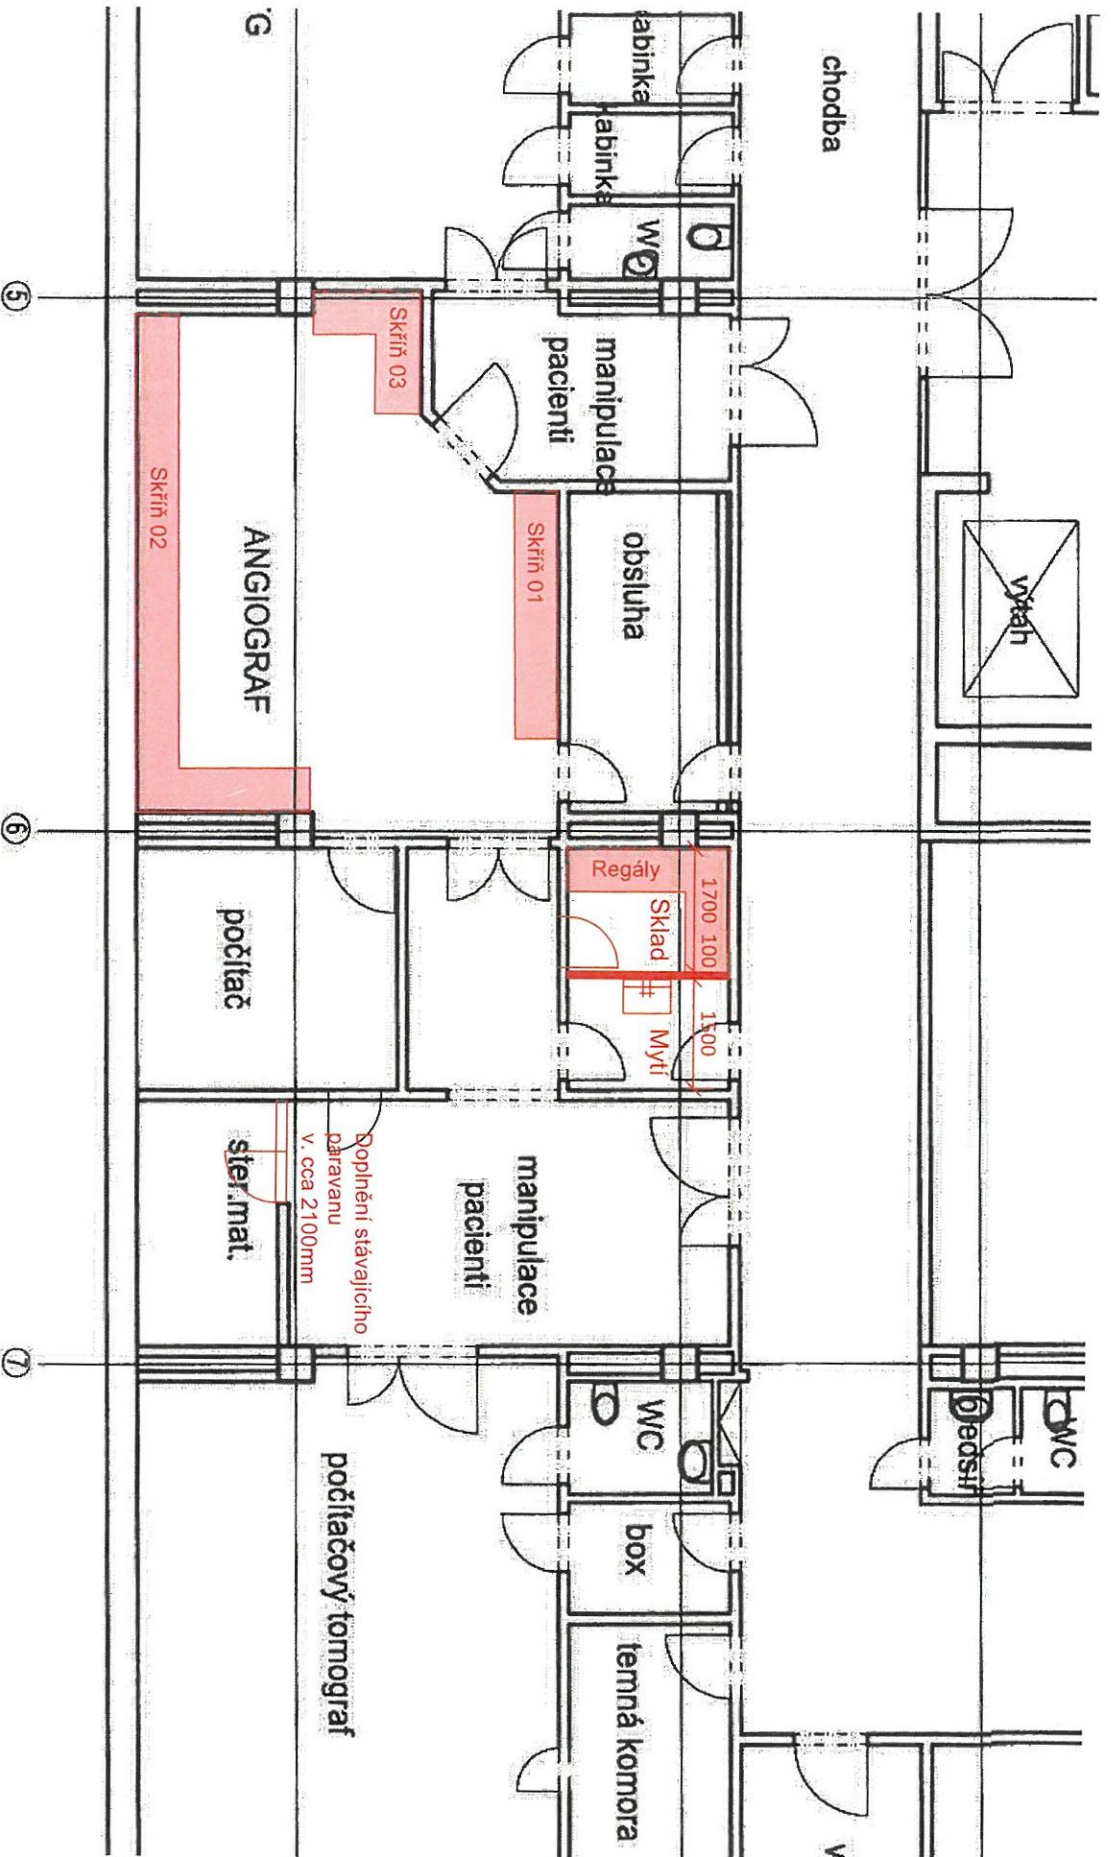 WC
výtah
chodba
1700 100
1500
abinka
kabinka
WC
obsluha
Sklad
Mytí
WC
box
temná komora
Regály
manipulace
pacienti
Skříň 01
manipulace
pacienti
Skříň 03
Doplnění stávajícího
paravanu
v. cca 2100mm
počítačový tomograf
G
ANGIOGRAF
počítač
ster.mat.
Skříň 02
5
6
7